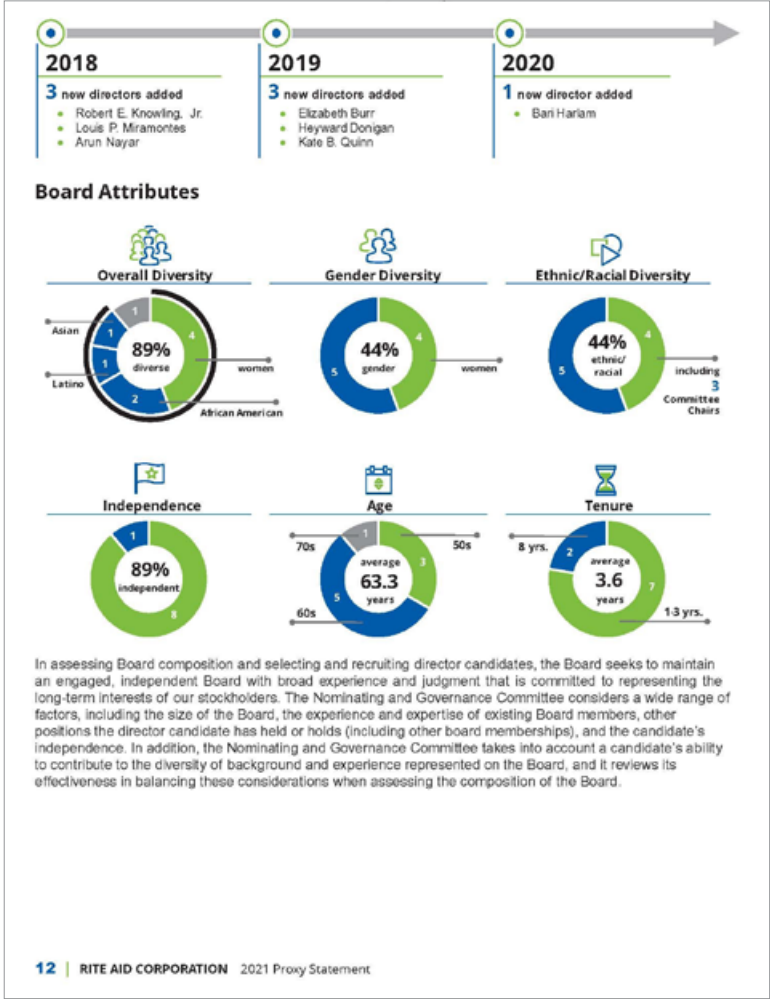 2018
3 new directors added
• Robert E. Knowling, Jr.
• Louis P. Miramontes
• Arun Nayar
2019
3 new directors added
• Elizabeth Burr
• Heyward Donigan
• Kate B. Quinn
2020
1 new director added
• Bari Harlam
Board Attributes
Overall Diversity
1
4
1
1
2
89%
diverse
Asian
Latino
women
African American
Gender Diversity
4
5
44%
gender
women
Ethnic/Racial Diversity
4
5
44%
ethnic/
racial
including
3
Committee
Chairs
Independence
1
89%
independent
8
Age
70s
1
50s
3
average
63.3
years
5
60s
Tenure
8 yrs.
2
average
3.6
years
7
1-3 yrs.
In assessing Board composition and selecting and recruiting director candidates, the Board seeks to maintain
an engaged, independent Board with broad experience and judgment that is committed to representing the
long-term interests of our stockholders. The Nominating and Governance Committee considers a wide range of
factors, including the size of the Board, the experience and expertise of existing Board members, other
positions the director candidate has held or holds (including other board memberships), and the candidate's
independence. In addition, the Nominating and Governance Committee takes into account a candidate's ability
to contribute to the diversity of background and experience represented on the Board, and it reviews its
effectiveness in balancing these considerations when assessing the composition of the Board.
12 | RITE AID CORPORATION 2021 Proxy Statement